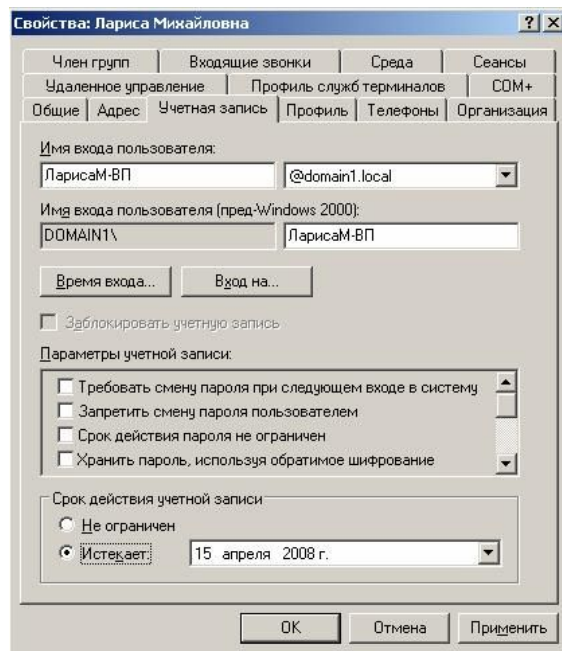 Свойства: Лариса Михайловна
Член групп Входящие звонки Среда Сеансы
Удаленное управление Профиль служб терминалов COM+
Общие Адрес Учетная запись Профиль Телефоны Организация
Имя входа пользователя:
ЛарисаМ-ВП @domain1.local
Имя входа пользователя (пред-Windows 2000):
DOMAIN1\ ЛарисаМ-ВП
Время входа... Вход на...
Заблокировать учетную запись
Параметры учетной записи:
Требовать смену пароля при следующем входе в систему
Запретить смену пароля пользователем
Срок действия пароля не ограничен
Хранить пароль, используя обратимое шифрование
Срок действия учетной записи
Не ограничен
Истекает: 15 апреля 2008 г.
OK Отмена Применить